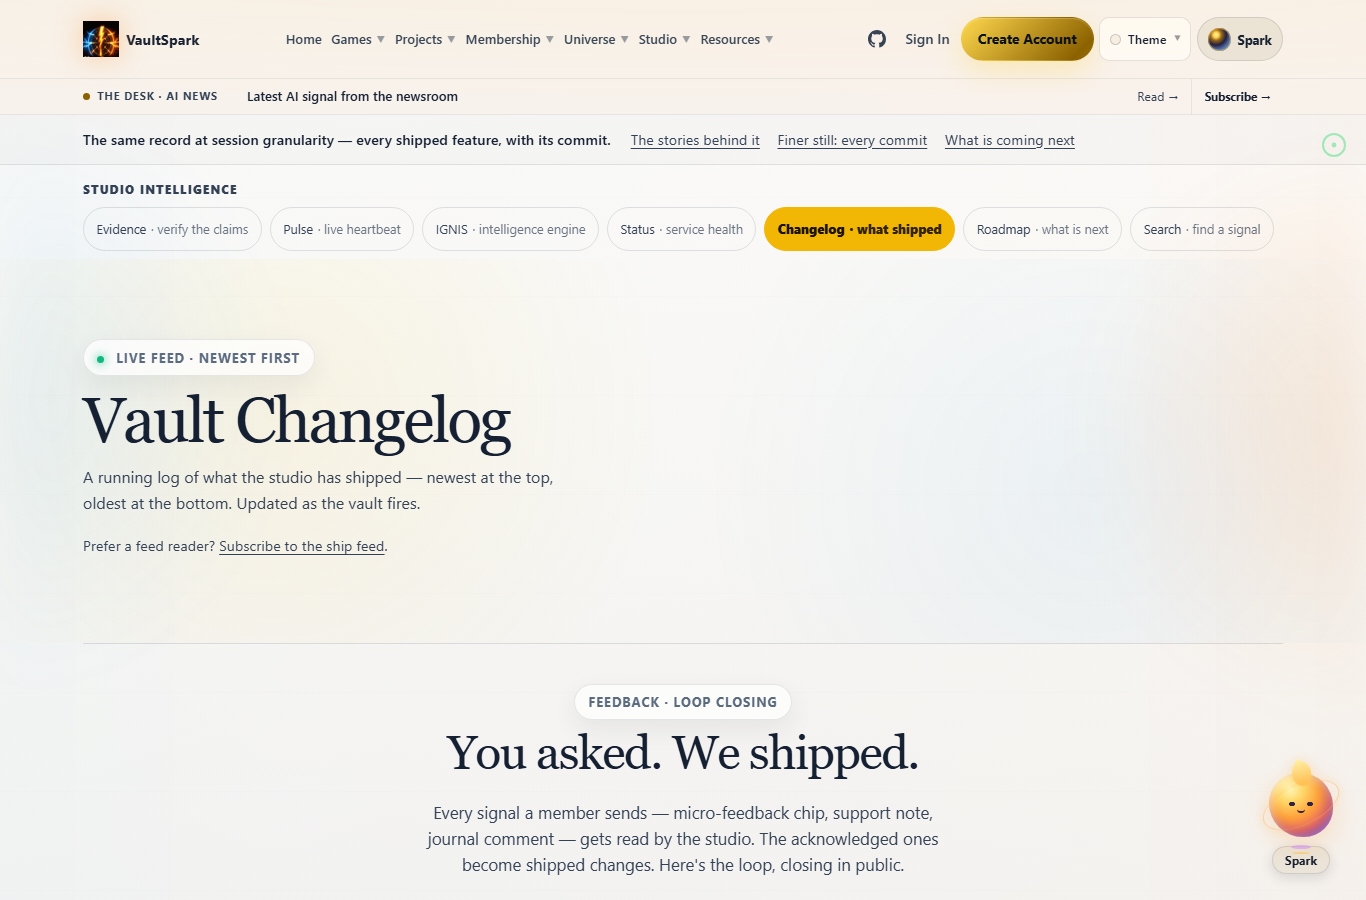 VaultSpark
Home Games Projects Membership Universe Studio Resources
Sign In
Create Account
Theme
Spark
THE DESK · AI NEWS
Latest AI signal from the newsroom
Read →
Subscribe →
The same record at session granularity — every shipped feature, with its commit. The stories behind it Finer still: every commit What is coming next
STUDIO INTELLIGENCE
Evidence · verify the claims
Pulse · live heartbeat
IGNIS · intelligence engine
Status · service health
Changelog · what shipped
Roadmap · what is next
Search · find a signal
LIVE FEED · NEWEST FIRST
Vault Changelog
A running log of what the studio has shipped — newest at the top,
oldest at the bottom. Updated as the vault fires.
Prefer a feed reader? Subscribe to the ship feed.
FEEDBACK · LOOP CLOSING
You asked. We shipped.
Every signal a member sends — micro-feedback chip, support note,
journal comment — gets read by the studio. The acknowledged ones
become shipped changes. Here's the loop, closing in public.
Spark